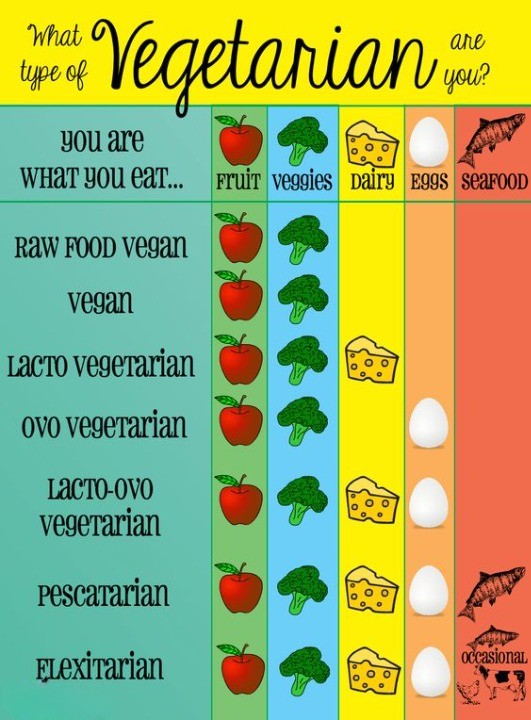 What type of Vegetarian are you?
you are
what you eat...
Fruit veggies Dairy Eggs Seafood
Raw Food Vegan
Vegan
Lacto Vegetarian
Ovo Vegetarian
Lacto-Ovo
Vegetarian
Pescatarian
Flexitarian
Occasional